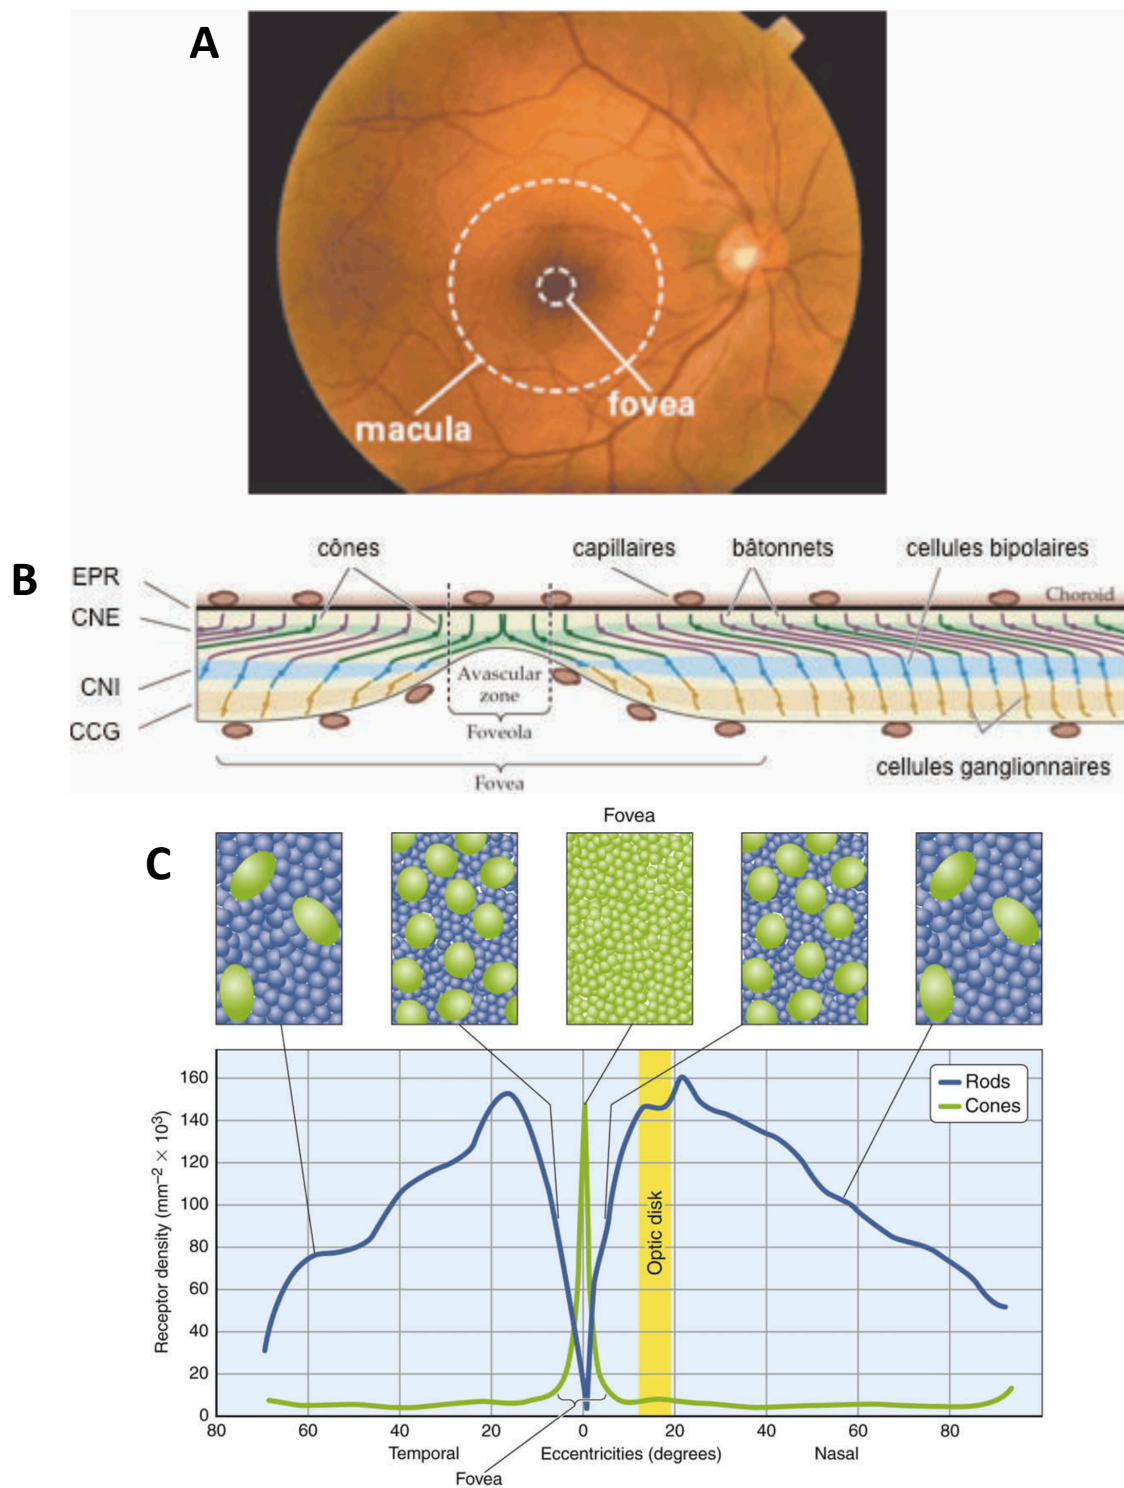 A
macula
fovea
B
cônes
capillaires
bâtonnets
cellules bipolaires
EPR
Choroid
CNE
CNI
Avascular
zone
CCG
Foveola
Fovea
cellules ganglionnaires
Fovea
C
Receptor density (mm⁻² × 10³)
160
140
120
100
80
60
40
20
0
Rods
Cones
Optic disk
80 60 40 20 0 20 40 60 80
Temporal Eccentricities (degrees) Nasal
Fovea